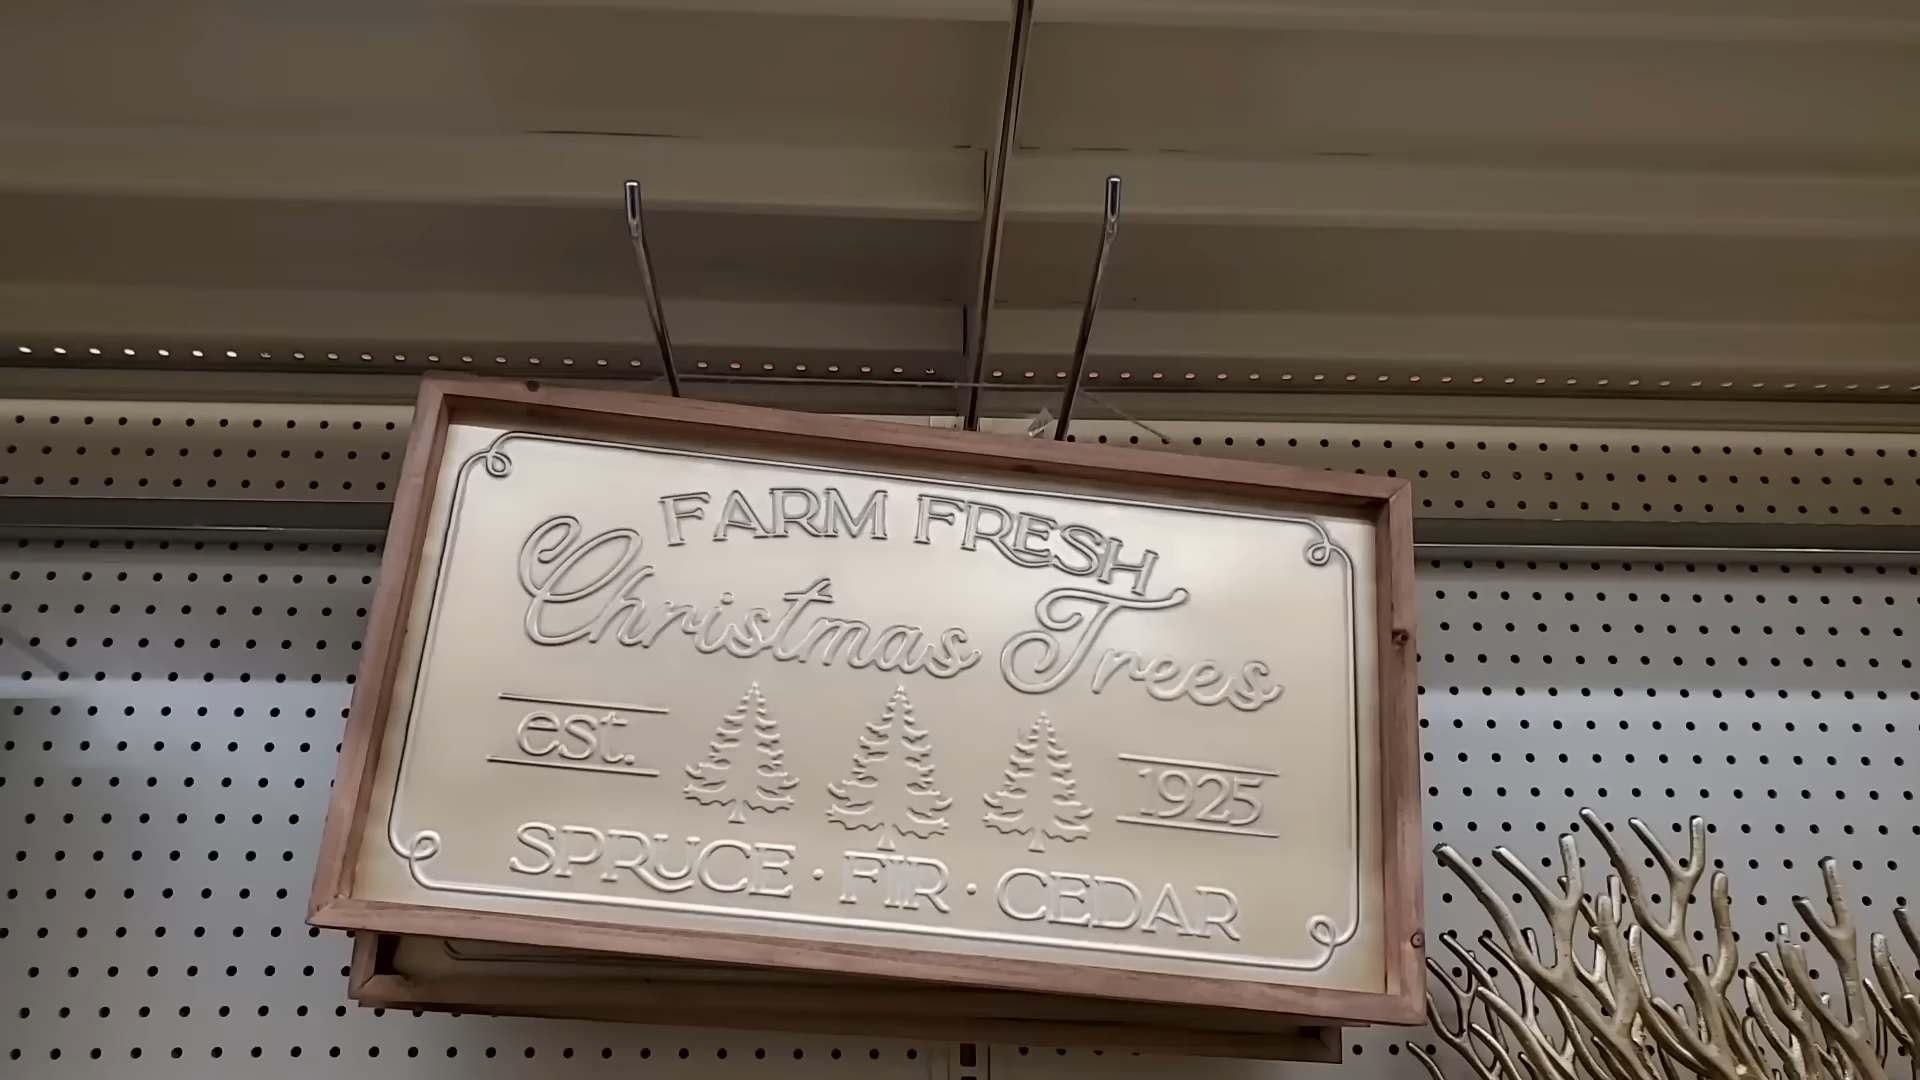 FARM FRESH
Christmas Trees
est. 1925
SPRUCE · FIR · CEDAR